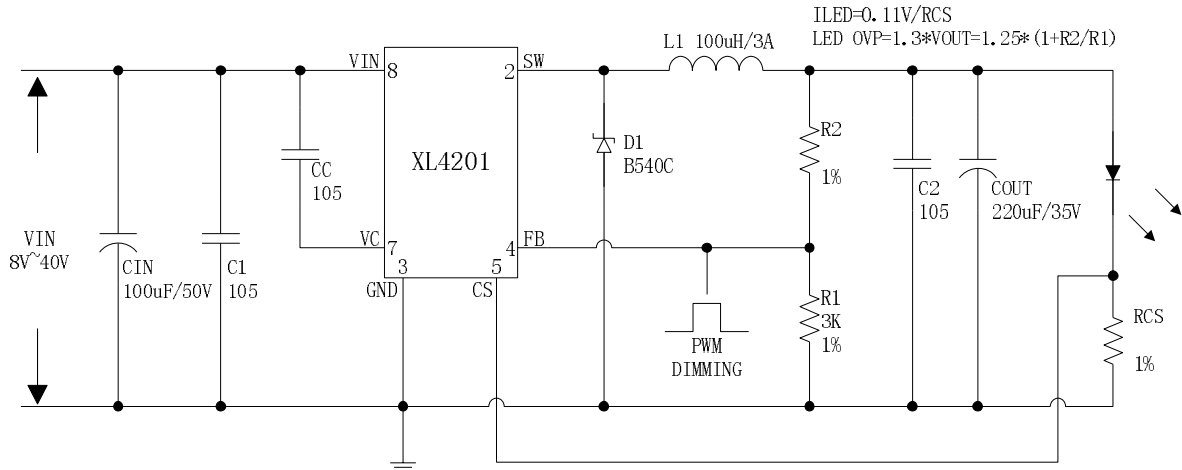 ILED=0.11V/RCS
LED OVP=1.3*VOUT=1.25*(1+R2/R1)
L1 100uH/3A
VIN
8
2
SW
XL4201
CC
105
D1
B540C
R2
1%
C2
105
COUT
220uF/35V
VIN
8V~40V
CIN
100uF/50V
C1
105
VC
7
4
FB
3
5
GND
CS
R1
3K
1%
PWM
DIMMING
RCS
1%